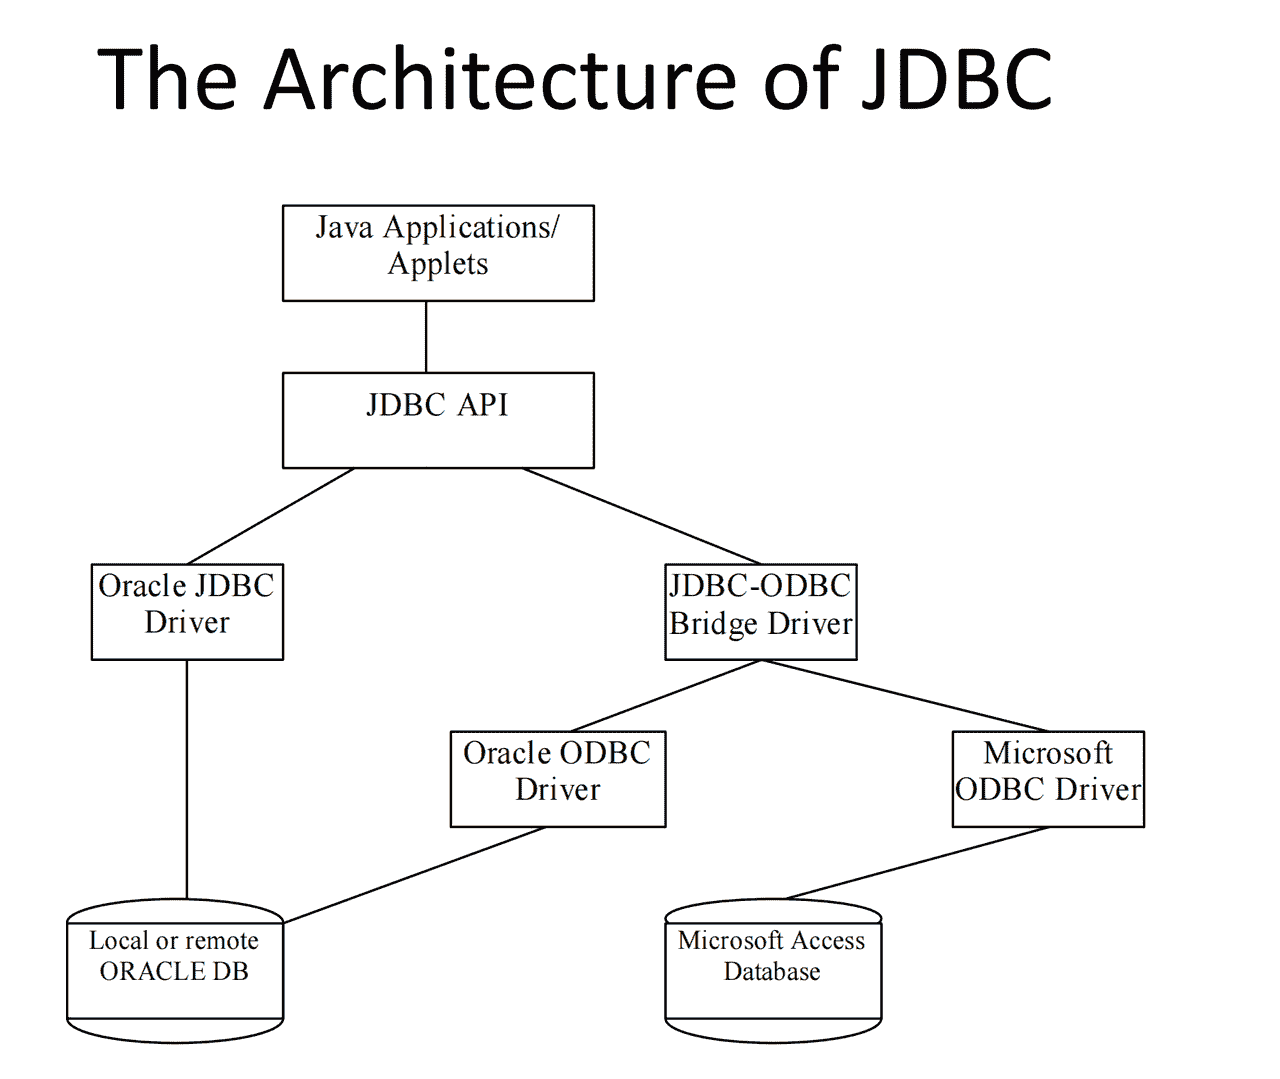 The Architecture of JDBC
Java Applications/
Applets
JDBC API
Oracle JDBC
Driver
JDBC-ODBC
Bridge Driver
Oracle ODBC
Driver
Microsoft
ODBC Driver
Local or remote
ORACLE DB
Microsoft Access
Database